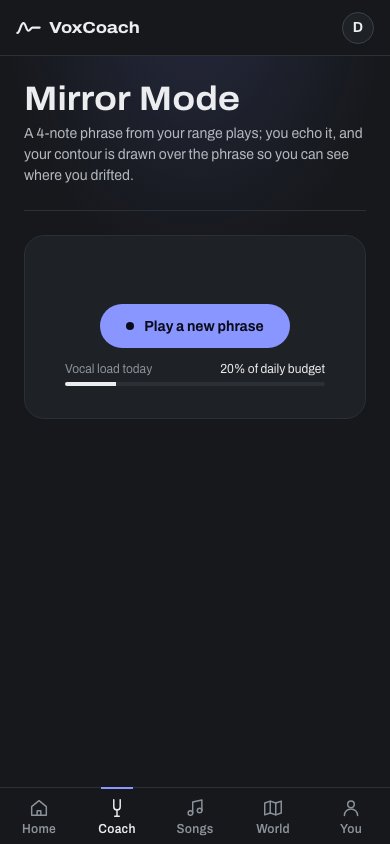 VoxCoach
D
Mirror Mode
A 4-note phrase from your range plays; you echo it, and
your contour is drawn over the phrase so you can see
where you drifted.
Play a new phrase
Vocal load today
20% of daily budget
Home
Coach
Songs
World
You